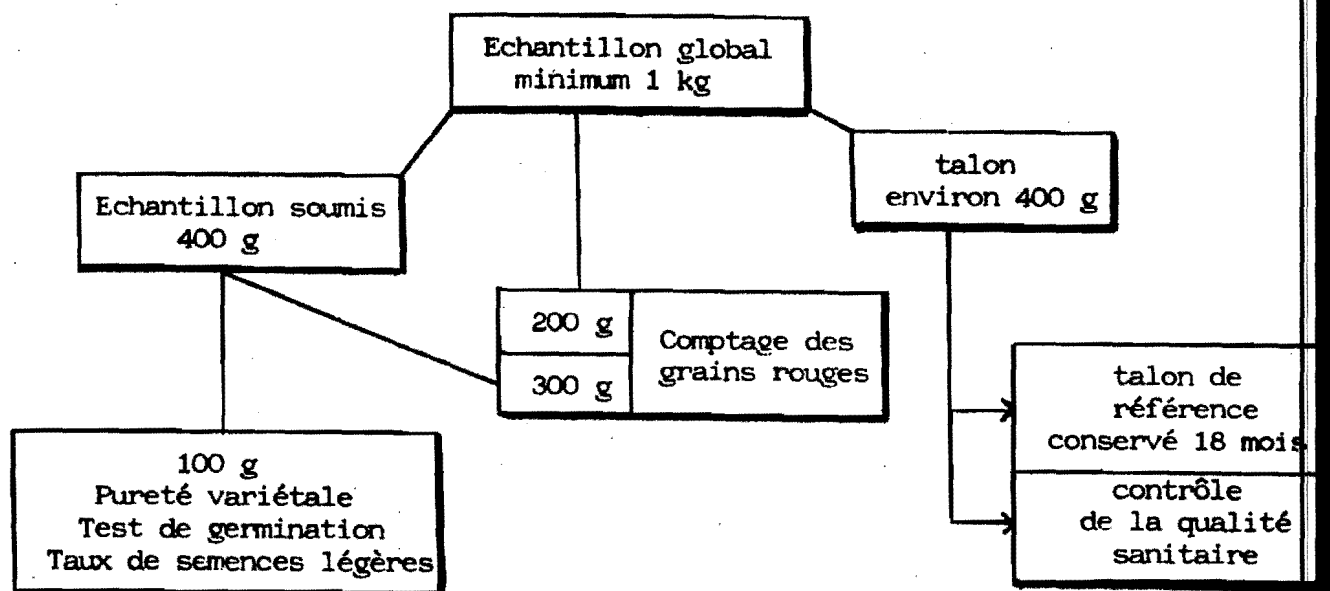 Echantillon global
minimum 1 kg
Echantillon soumis
400 g
talon
environ 400 g
200 g
300 g
Comptage des
grains rouges
100 g
Pureté variétale
Test de germination
Taux de semences légères
talon de
référence
conservé 18 mois
contrôle
de la qualité
sanitaire